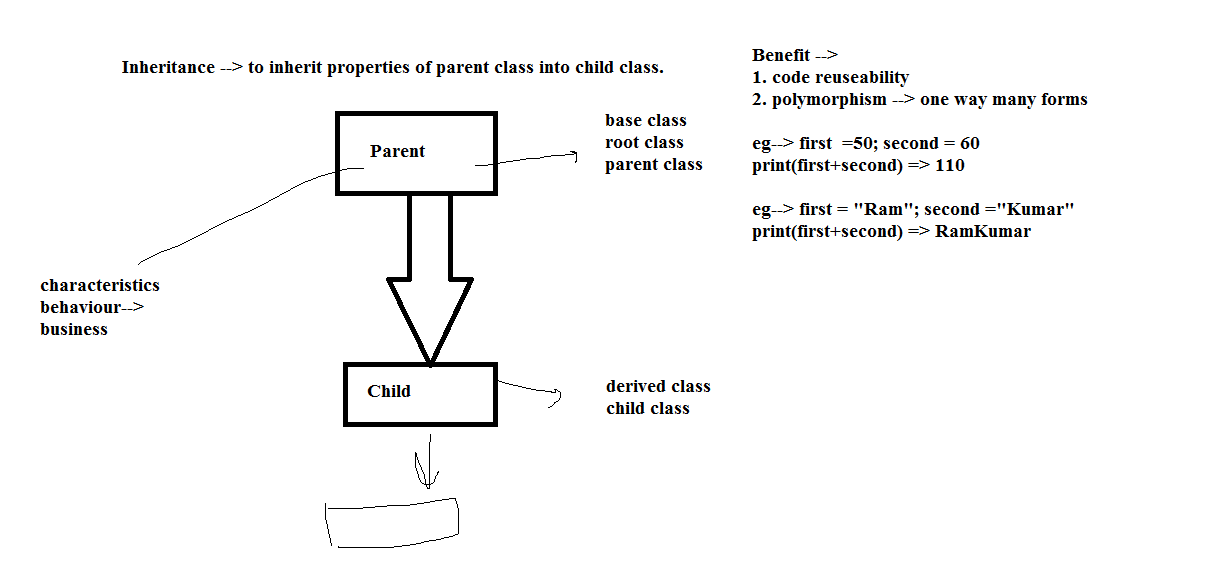 Inheritance --> to inherit properties of parent class into child class.
Parent
base class
root class
parent class
characteristics
behaviour-->
business
Child
derived class
child class
Benefit -->
1. code reuseability
2. polymorphism --> one way many forms
eg--> first  =50; second = 60
print(first+second) => 110
eg--> first = "Ram"; second ="Kumar"
print(first+second) => RamKumar